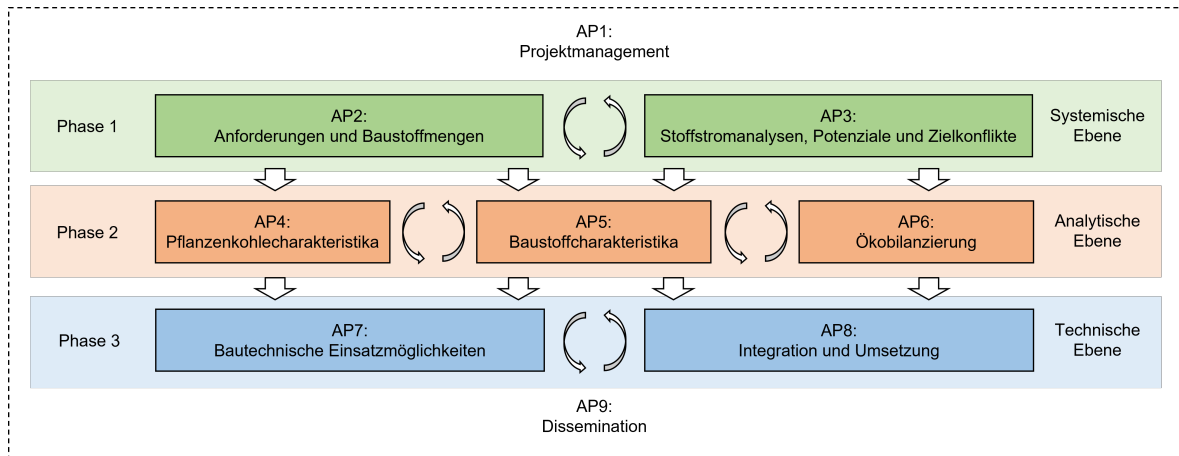 AP1:
Projektmanagement
Phase 1
AP2:
Anforderungen und Baustoffmengen
AP3:
Stoffstromanalysen, Potenziale und Zielkonflikte
Systemische
Ebene
Phase 2
AP4:
Pflanzenkohlecharakteristika
AP5:
Baustoffcharakteristika
AP6:
Ökobilanzierung
Analytische
Ebene
Phase 3
AP7:
Bautechnische Einsatzmöglichkeiten
AP8:
Integration und Umsetzung
Technische
Ebene
AP9:
Dissemination